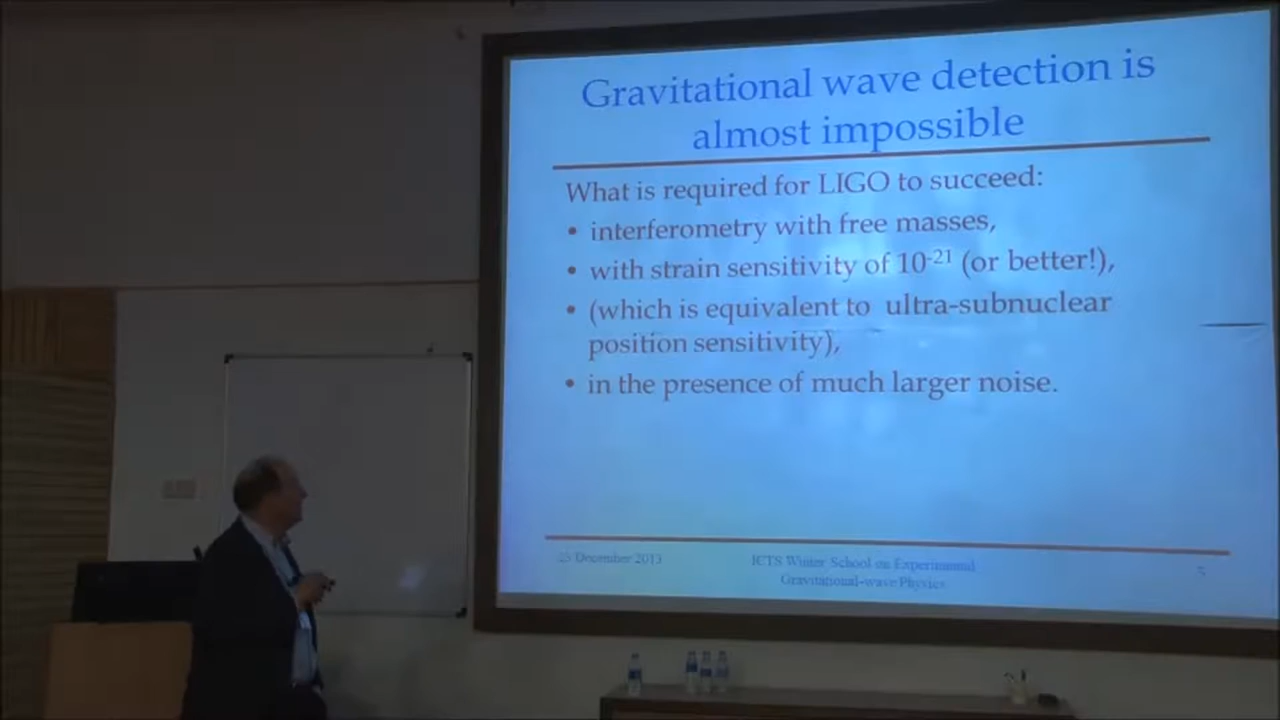 Gravitational wave detection is
almost impossible
What is required for LIGO to succeed:
• interferometry with free masses,
• with strain sensitivity of 10⁻²¹ (or better!),
• (which is equivalent to ultra-subnuclear
position sensitivity),
• in the presence of much larger noise.
December 2013
ICTS Winter School on Experimental
Gravitational-wave Physics